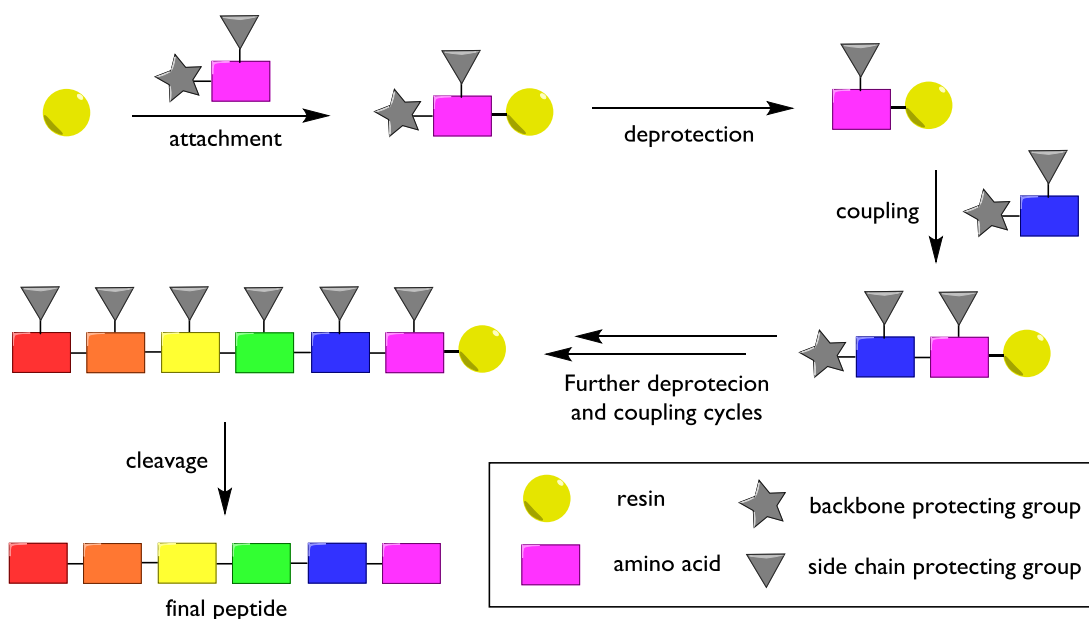 attachment
deprotection
coupling
Further deprotecion
and coupling cycles
cleavage
final peptide
resin
backbone protecting group
amino acid
side chain protecting group